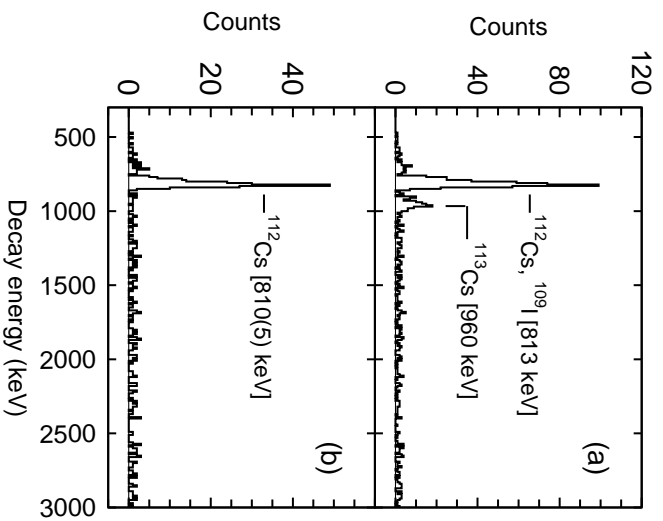 Counts
Counts
0
20
40
0
40
80
120
500
1000
1500
2000
2500
3000
Decay energy (keV)
¹¹²Cs, ¹⁰⁹I [813 keV]
¹¹³Cs [960 keV]
(a)
¹¹²Cs [810(5) keV]
(b)